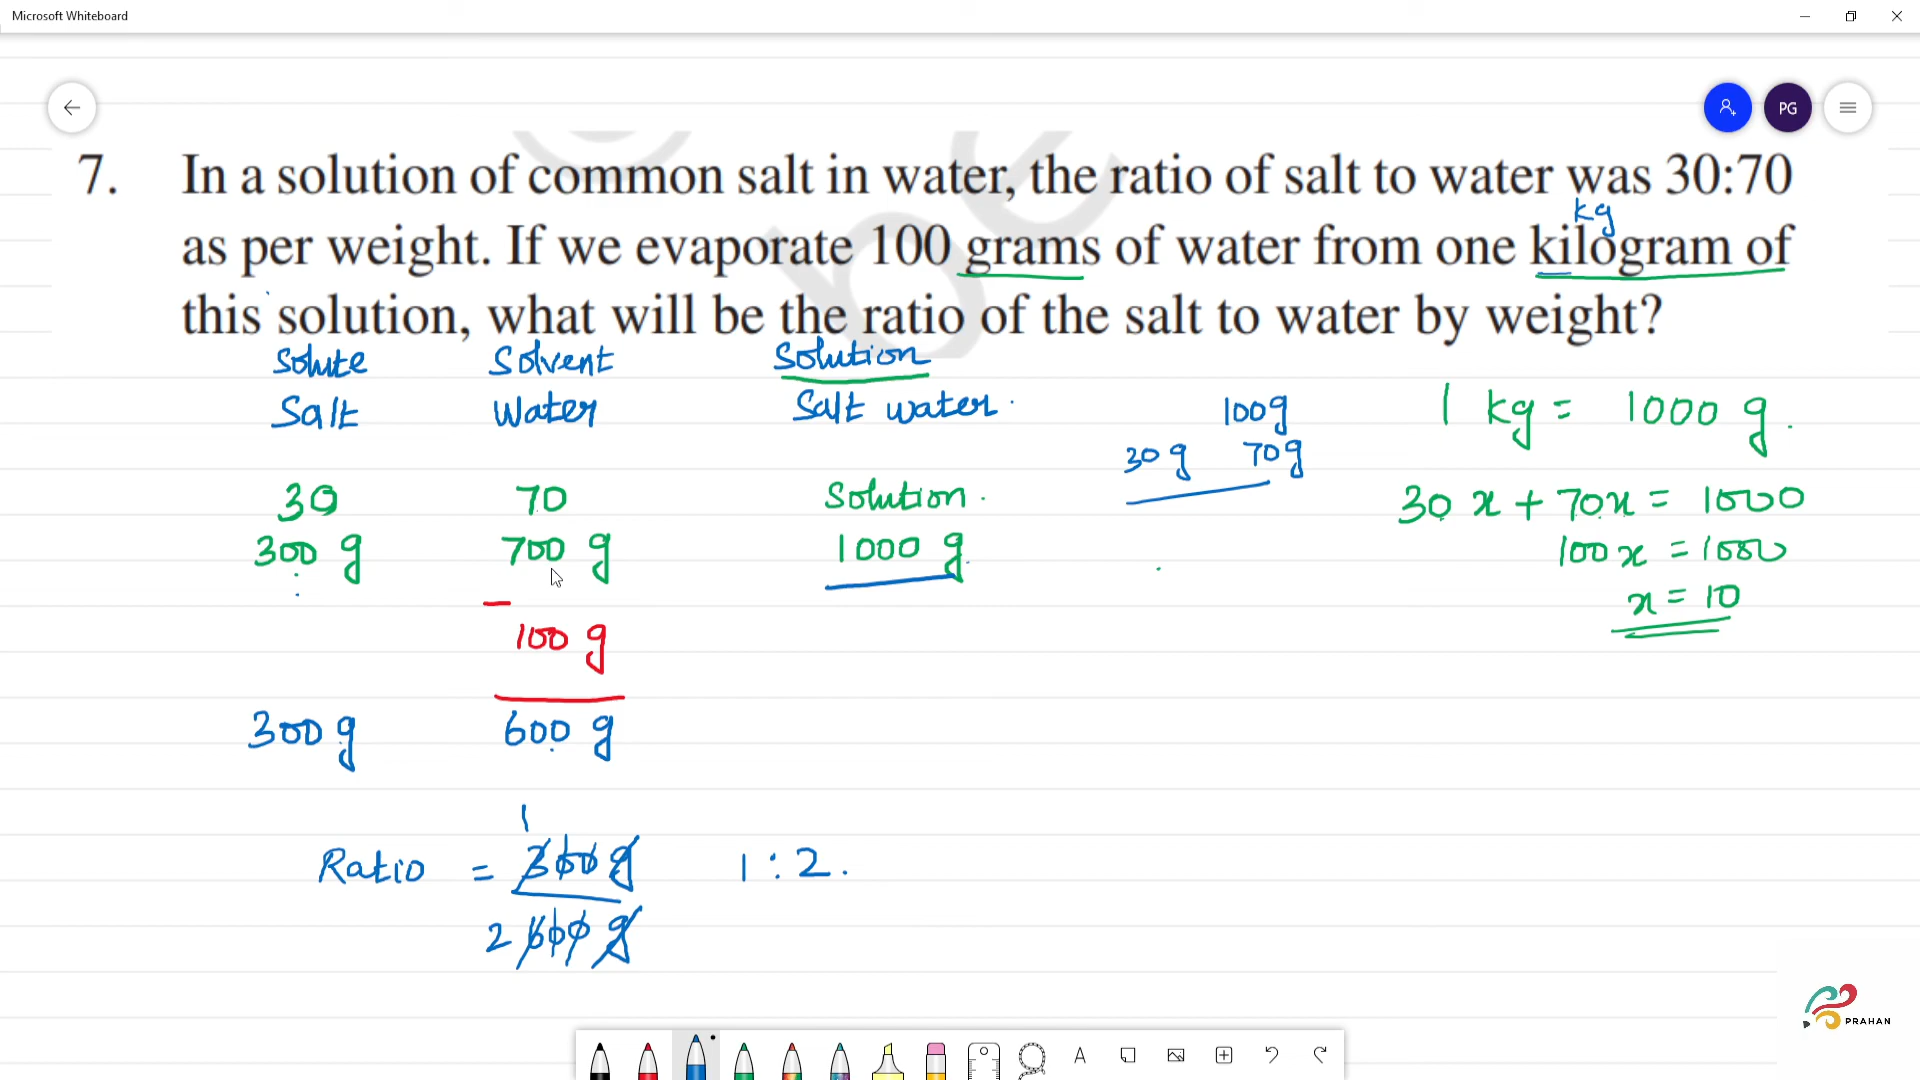 Microsoft Whiteboard
PG
7. In a solution of common salt in water, the ratio of salt to water was 30:70
kg
as per weight. If we evaporate 100 grams of water from one kilogram of
this solution, what will be the ratio of the salt to water by weight?
Solute Solvent Solution
Salt Water Salt water.
100g
30g 70g
1 kg = 1000 g.
30 70 Solution.
300 g 700 g 1000 g.
30x + 70x = 1000
100x = 1000
x = 10
- 100 g
300 g 600 g
1
Ratio = 300g 1:2.
2 600 g
PRAHAN
A